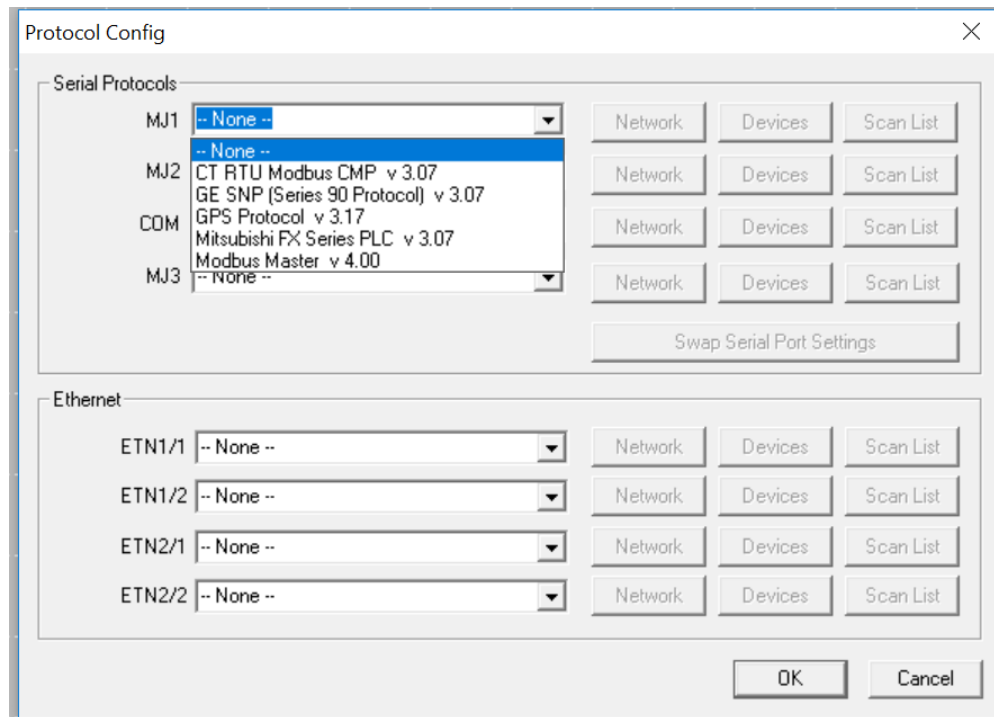 Protocol Config
Serial Protocols
MJ1 -- None -- Network Devices Scan List
-- None --
MJ2 CT RTU Modbus CMP v 3.07 Network Devices Scan List
GE SNP (Series 90 Protocol) v 3.07
COM GPS Protocol v 3.17 Network Devices Scan List
Mitsubishi FX Series PLC v 3.07
Modbus Master v 4.00
MJ3 -- None -- Network Devices Scan List
Swap Serial Port Settings
Ethernet
ETN1/1 -- None -- Network Devices Scan List
ETN1/2 -- None -- Network Devices Scan List
ETN2/1 -- None -- Network Devices Scan List
ETN2/2 -- None -- Network Devices Scan List
OK Cancel